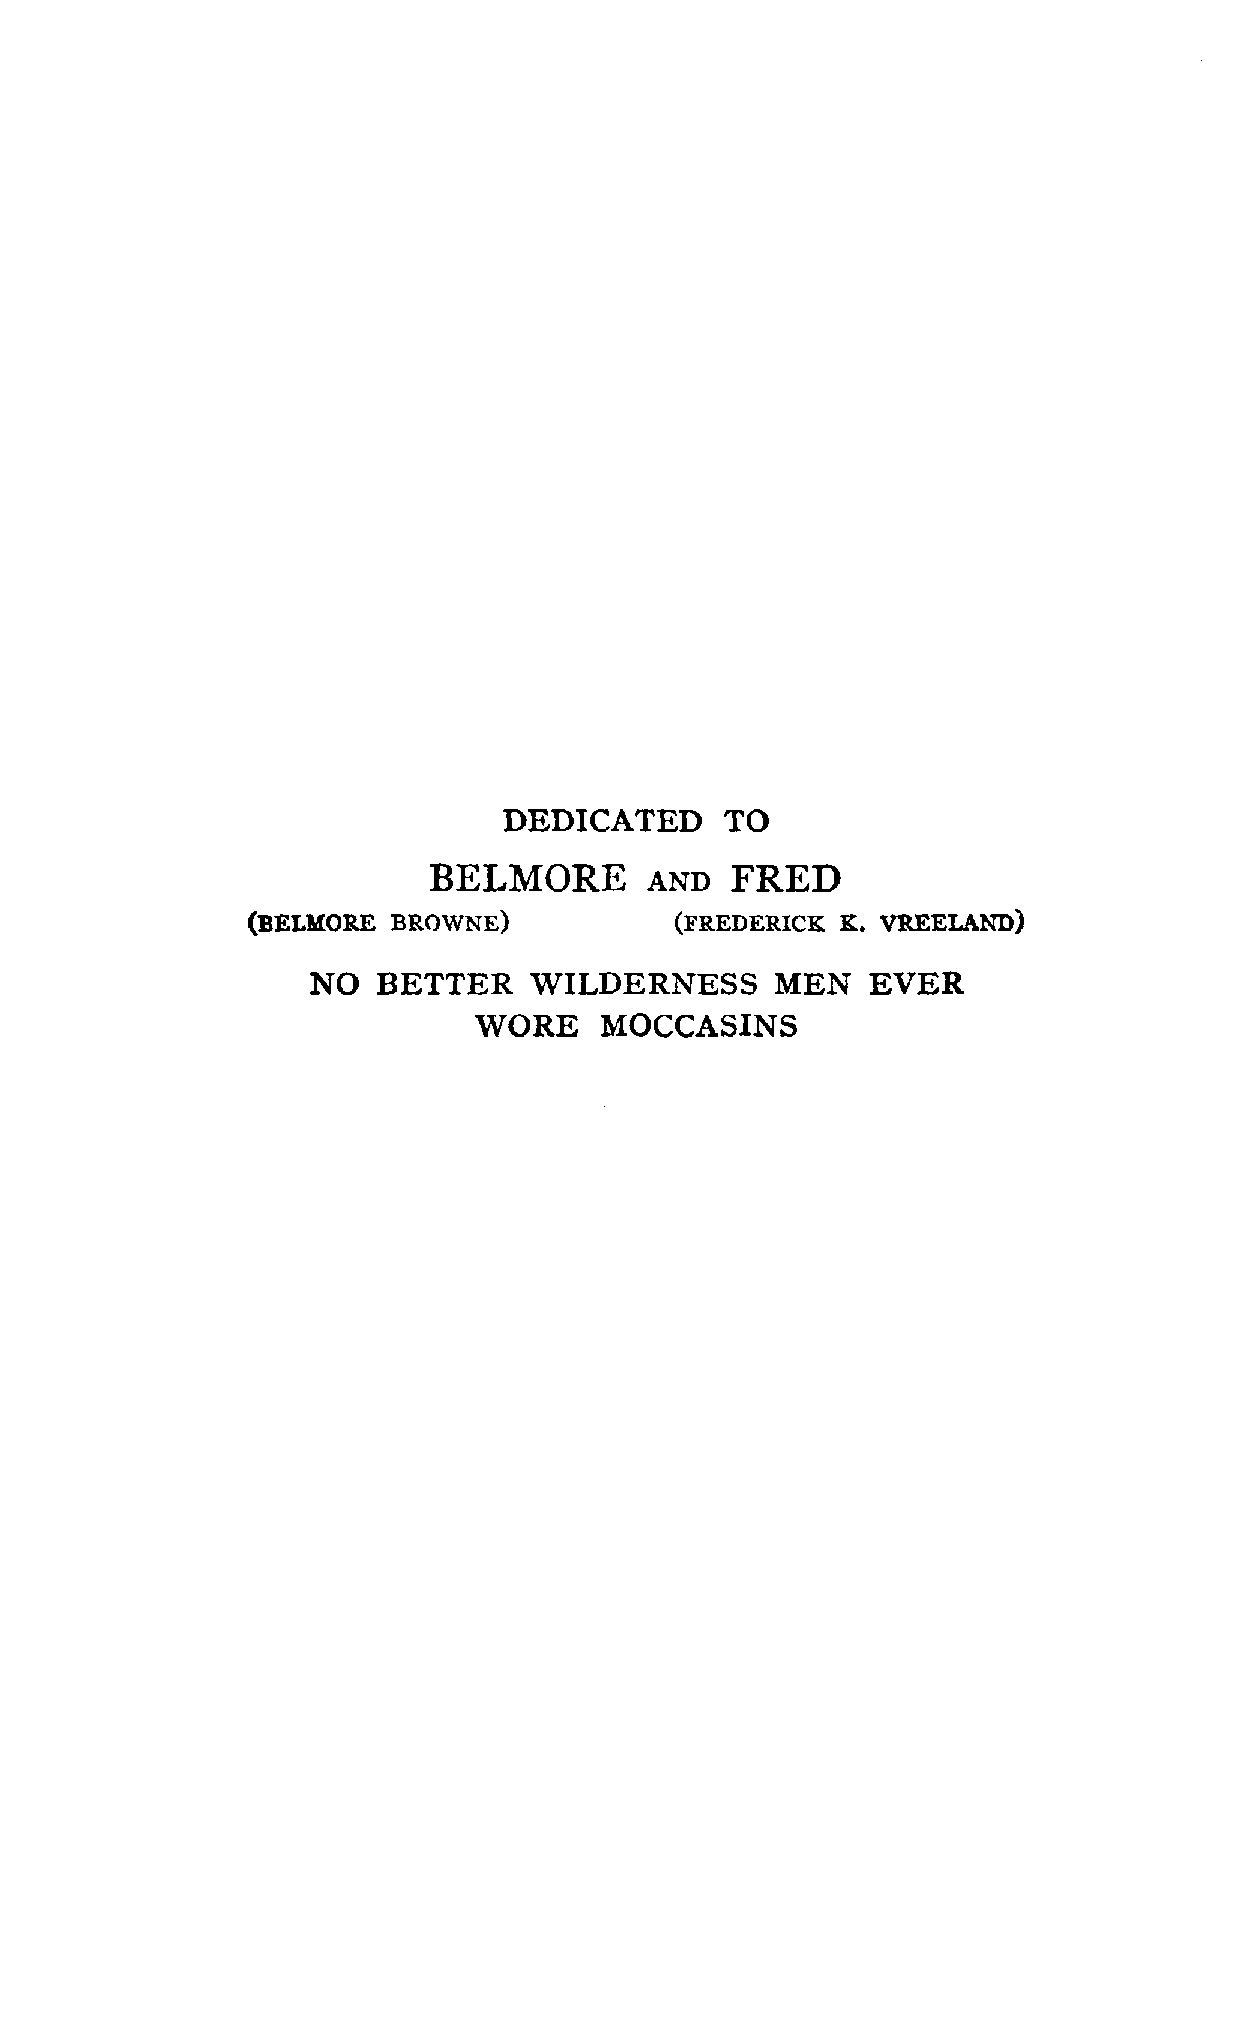 DEDICATED TO
BELMORE AND FRED
(BELMORE BROWNE) (FREDERICK K. VREELAND)
NO BETTER WILDERNESS MEN EVER
WORE MOCCASINS